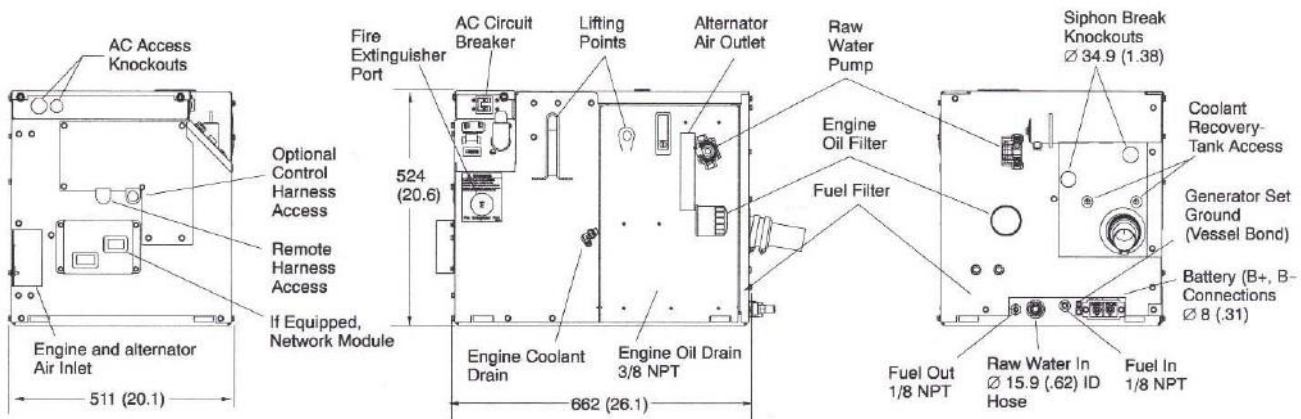 AC Access
Knockouts
Optional
Control
Harness
Access
Remote
Harness
Access
If Equipped,
Network Module
Engine and alternator
Air Inlet
511 (20.1)
Fire
Extinguisher
Port
AC Circuit
Breaker
Lifting
Points
Alternator
Air Outlet
Raw
Water
Pump
Engine
Oil Filter
Fuel Filter
524
(20.6)
Engine Coolant
Drain
Engine Oil Drain
3/8 NPT
662 (26.1)
Siphon Break
Knockouts
Ø 34.9 (1.38)
Coolant
Recovery-
Tank Access
Generator Set
Ground
(Vessel Bond)
Battery (B+, B–
Connections
Ø 8 (.31)
Fuel Out
1/8 NPT
Raw Water In
Ø 15.9 (.62) ID
Hose
Fuel In
1/8 NPT